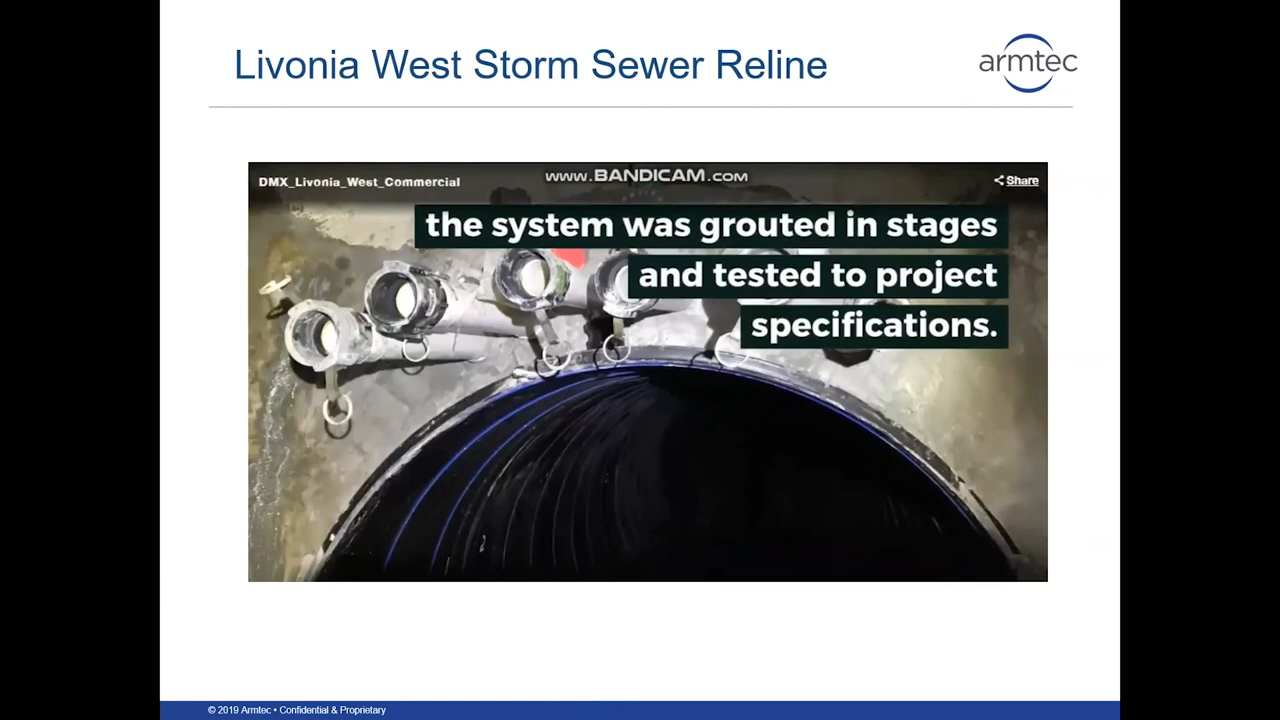 Livonia West Storm Sewer Reline
armtec
DMX_Livonia_West_Commercial
www.BANDICAM.com
Share
the system was grouted in stages
and tested to project
specifications.
© 2019 Armtec • Confidential & Proprietary